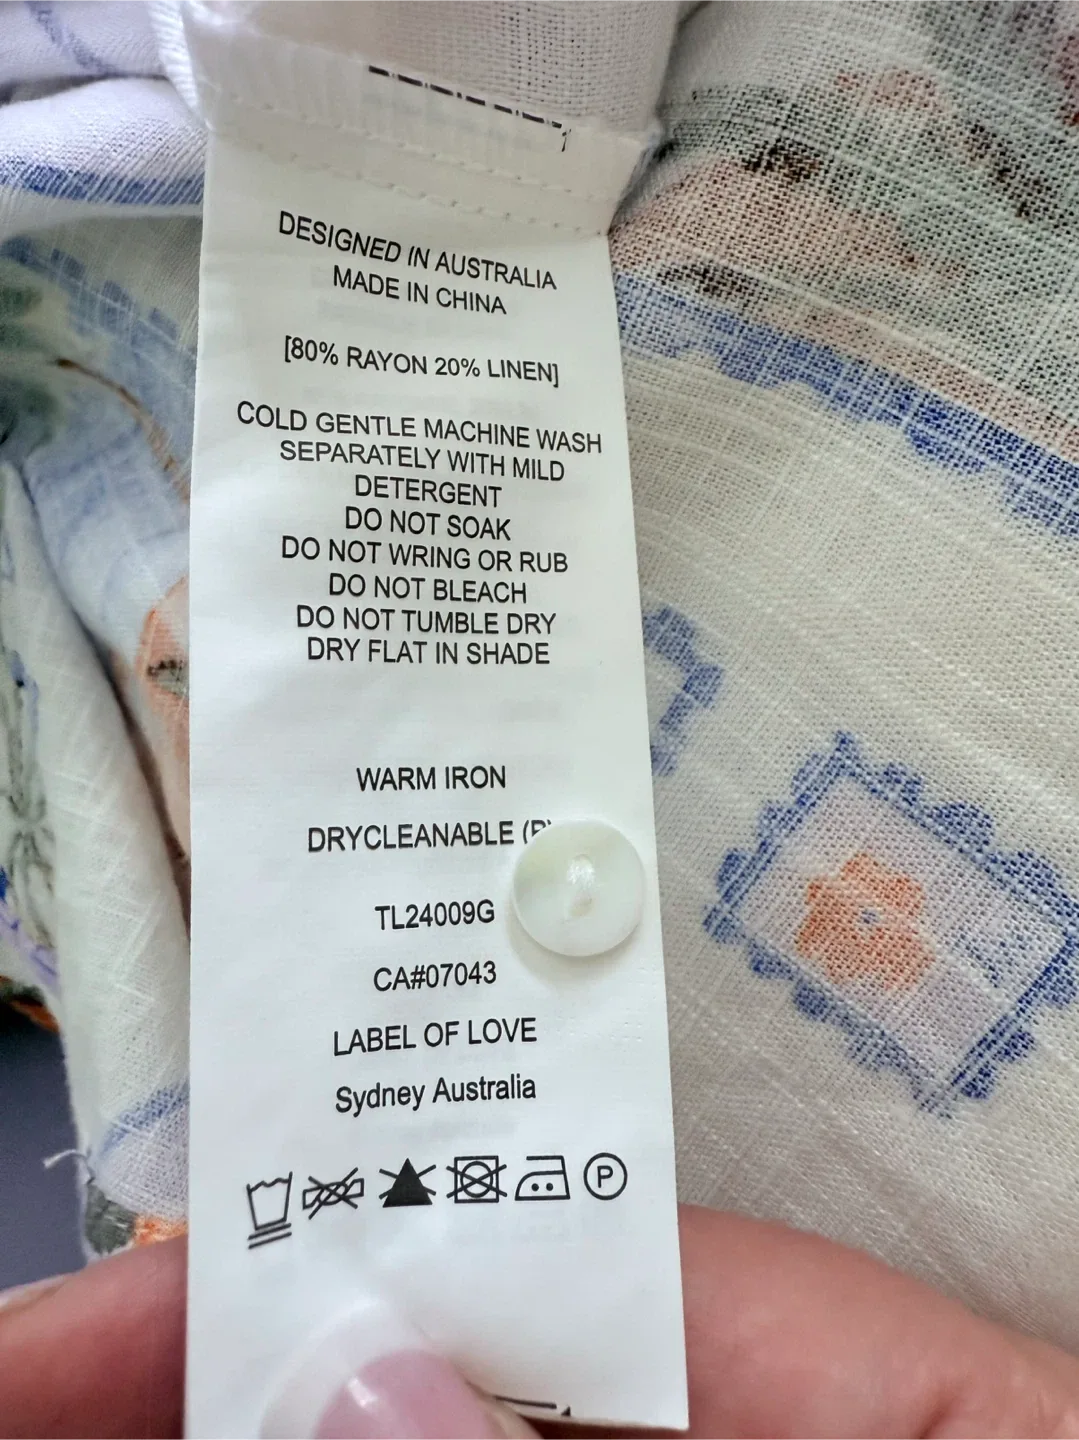 DESIGNED IN AUSTRALIA
MADE IN CHINA
[80% RAYON 20% LINEN]
COLD GENTLE MACHINE WASH
SEPARATELY WITH MILD
DETERGENT
DO NOT SOAK
DO NOT WRING OR RUB
DO NOT BLEACH
DO NOT TUMBLE DRY
DRY FLAT IN SHADE
WARM IRON
DRYCLEANABLE
TL24009G
CA#07043
LABEL OF LOVE
Sydney Australia
P